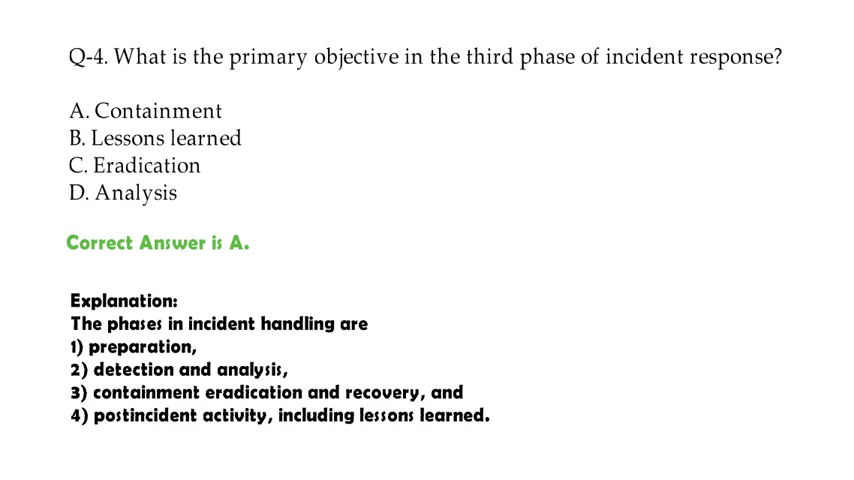 Q-4. What is the primary objective in the third phase of incident response?
A. Containment
B. Lessons learned
C. Eradication
D. Analysis
Correct Answer is A.
Explanation:
The phases in incident handling are
1) preparation,
2) detection and analysis,
3) containment eradication and recovery, and
4) postincident activity, including lessons learned.